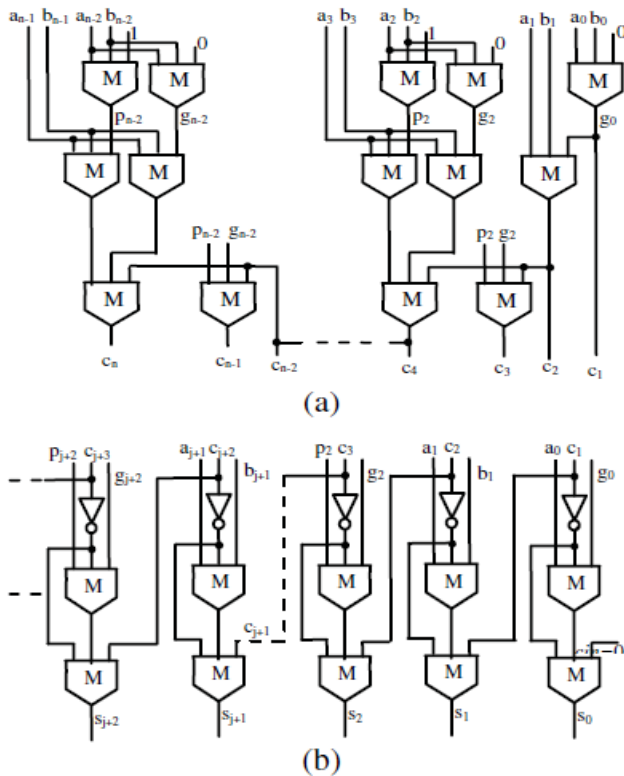 aₙ₋₁ bₙ₋₁ aₙ₋₂ bₙ₋₂ 1 0 a₃ b₃ a₂ b₂ 1 0 a₁ b₁ a₀ b₀ 0
M M M M M
pₙ₋₂ gₙ₋₂ p₂ g₂ g₀
M M M M M
pₙ₋₂ gₙ₋₂ p₂ g₂
M M M M
cₙ cₙ₋₁ cₙ₋₂ c₄ c₃ c₂ c₁
(a)
pⱼ₊₂ cⱼ₊₃ gⱼ₊₂ aⱼ₊₁ cⱼ₊₂ bⱼ₊₁ p₂ c₃ g₂ a₁ c₂ b₁ a₀ c₁ g₀
M M M M M
cⱼ₊₁
M M M M M
sⱼ₊₂ sⱼ₊₁ s₂ s₁ s₀
(b)